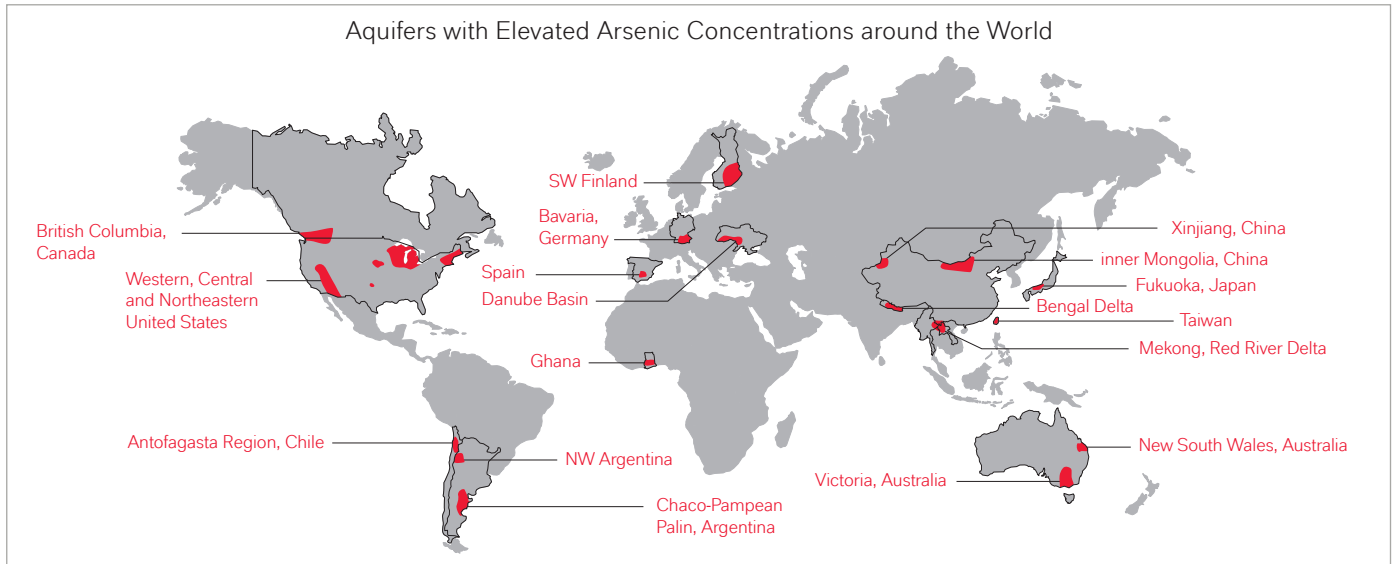 Aquifers with Elevated Arsenic Concentrations around the World
SW Finland
Bavaria,
Germany
British Columbia,
Canada
Xinjiang, China
inner Mongolia, China
Spain
Western, Central
and Northeastern
United States
Danube Basin
Fukuoka, Japan
Bengal Delta
Taiwan
Mekong, Red River Delta
Ghana
Antofagasta Region, Chile
NW Argentina
New South Wales, Australia
Victoria, Australia
Chaco-Pampean
Palin, Argentina